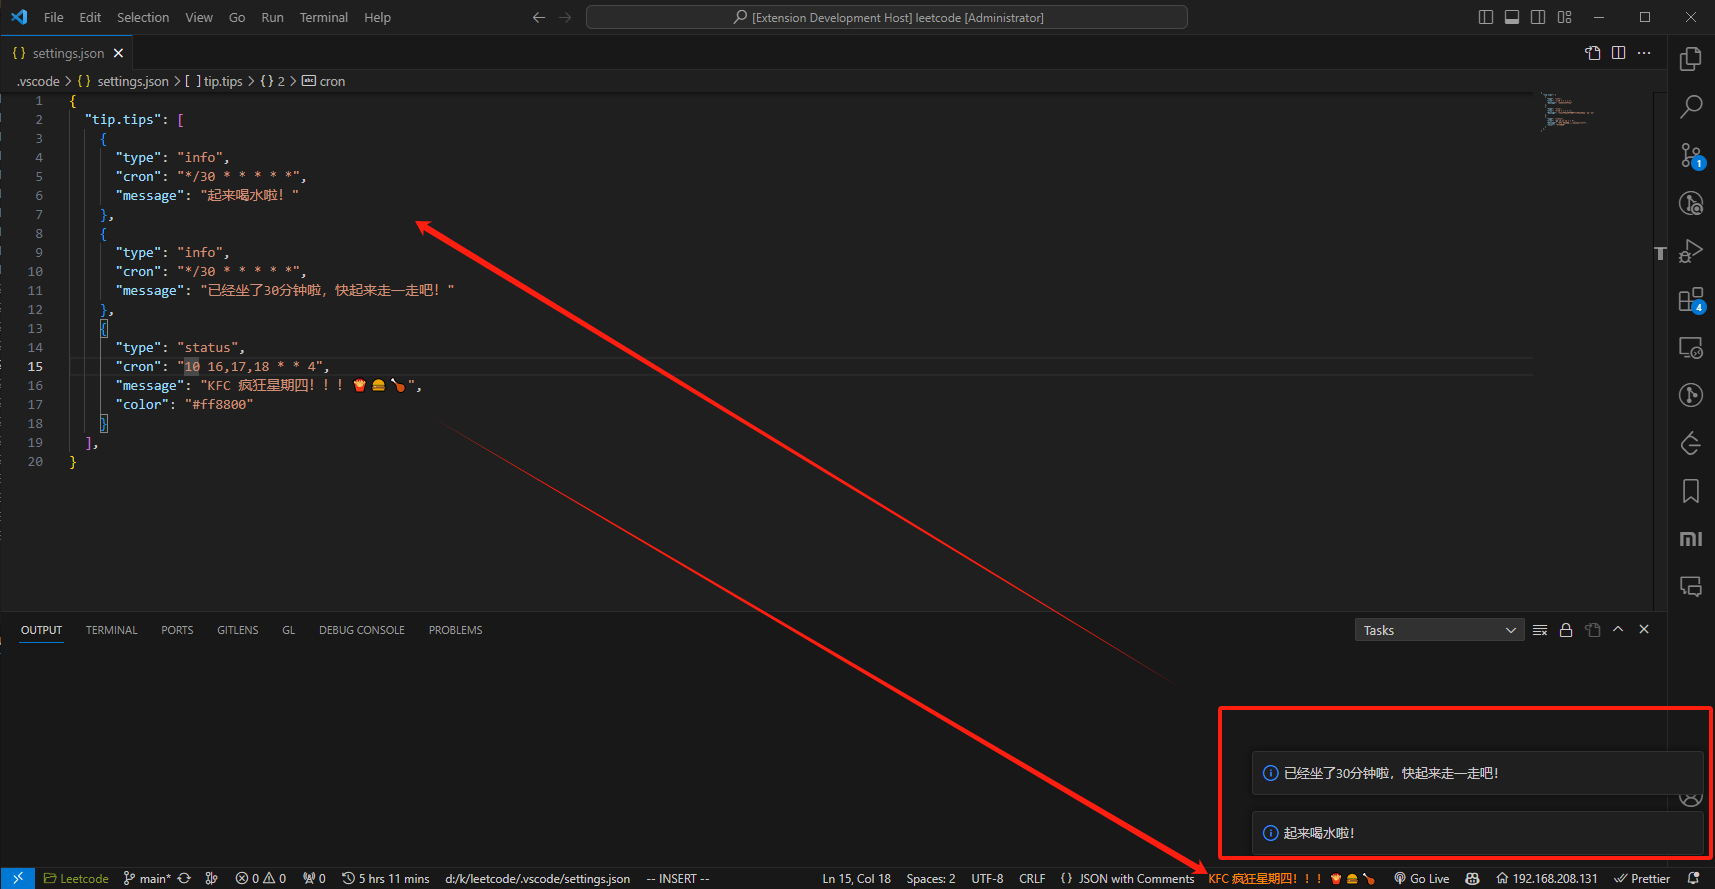 File Edit Selection View Go Run Terminal Help
[Extension Development Host] leetcode [Administrator]
{} settings.json
.vscode > {} settings.json > [ ] tip.tips > {} 2 > cron
1 {
2 "tip.tips": [
3 {
4 "type": "info",
5 "cron": "*/30 * * * * *",
6 "message": "起来喝水啦！"
7 },
8 {
9 "type": "info",
10 "cron": "*/30 * * * * *",
11 "message": "已经坐了30分钟啦，快起来走一走吧！"
12 },
13 {
14 "type": "status",
15 "cron": "10 16,17,18 * * 4",
16 "message": "KFC 疯狂星期四！！！🍟🍔🍗",
17 "color": "#ff8800"
18 }
19 ],
20 }
1
T
4
mi
OUTPUT TERMINAL PORTS GITLENS GL DEBUG CONSOLE PROBLEMS
Tasks
已经坐了30分钟啦，快起来走一走吧！
起来喝水啦！
Leetcode main* 0 0 0 5 hrs 11 mins d:/k/leetcode/.vscode/settings.json -- INSERT -- Ln 15, Col 18 Spaces: 2 UTF-8 CRLF {} JSON with Comments KFC 疯狂星期四！！！🍟🍔🍗 Go Live 192.168.208.131 Prettier